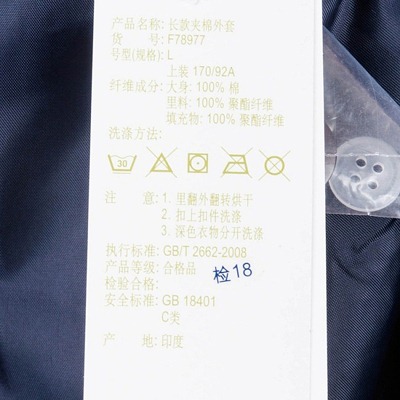 产品名称: 长款夹棉外套
货 号: F78977
号型(规格): L
上装 170/92A
纤维成分: 大身: 100% 棉
里料: 100% 聚酯纤维
填充物: 100% 聚酯纤维
洗涤方法:
30
注 意: 1. 里翻外翻转烘干
2. 扣上扣件洗涤
3. 深色衣物分开洗涤
执行标准: GB/T 2662-2008
产品等级: 合格品
检验合格: 检18
安全标准: GB 18401
C类
产 地: 印度